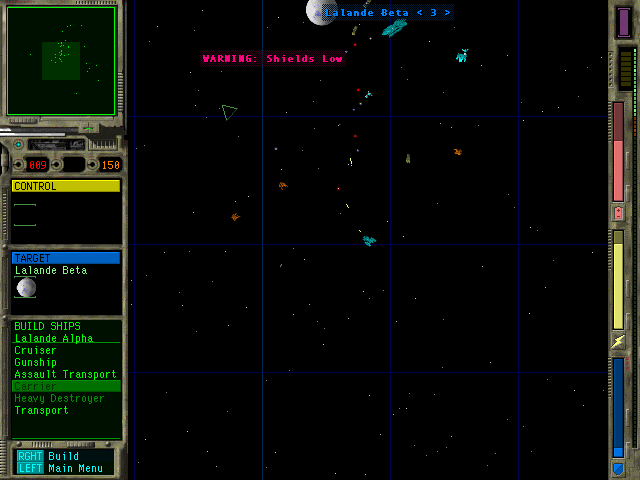 Lalande Beta < 3 >
WARNING: Shields Low
009
150
CONTROL
TARGET
Lalande Beta
BUILD SHIPS
Lalande Alpha
Cruiser
Gunship
Assault Transport
Carrier
Heavy Destroyer
Transport
RGHT Build
LEFT Main Menu